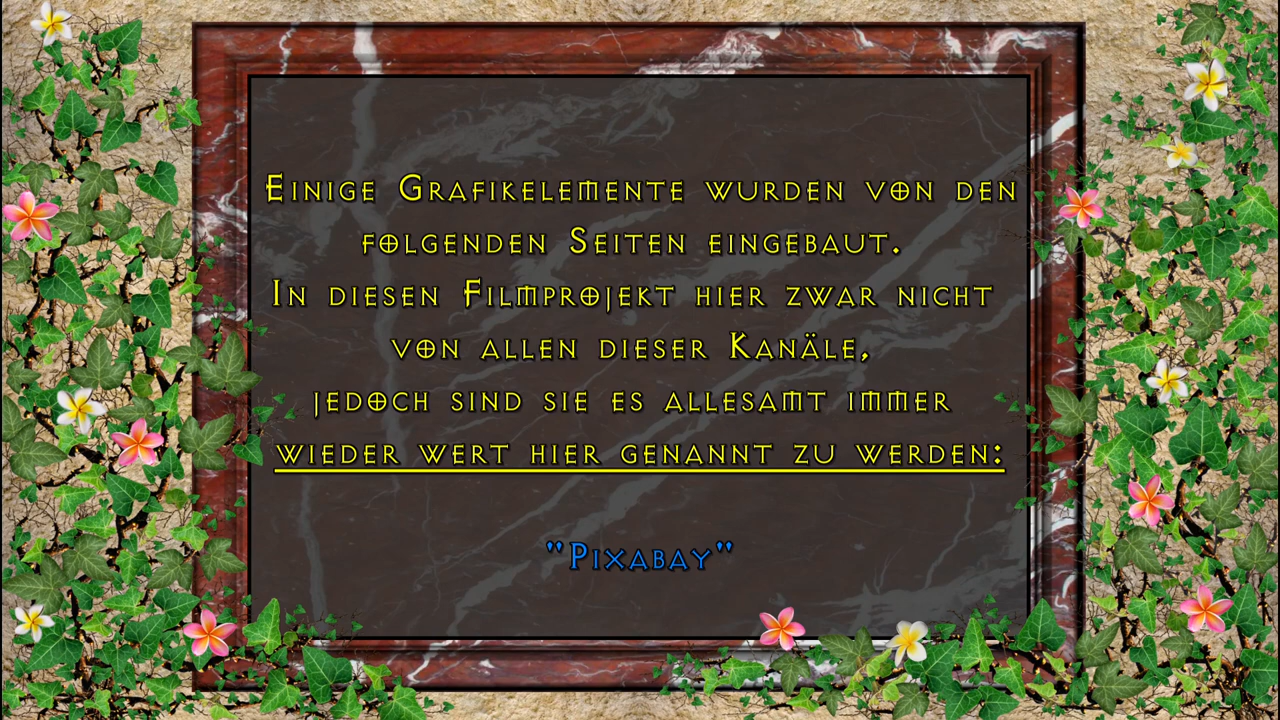 Einige Grafikelemente wurden von den
folgenden Seiten eingebaut.
In diesen Filmprojekt hier zwar nicht
von allen dieser Kanäle,
jedoch sind sie es allesamt immer
wieder wert hier genannt zu werden:
"Pixabay"